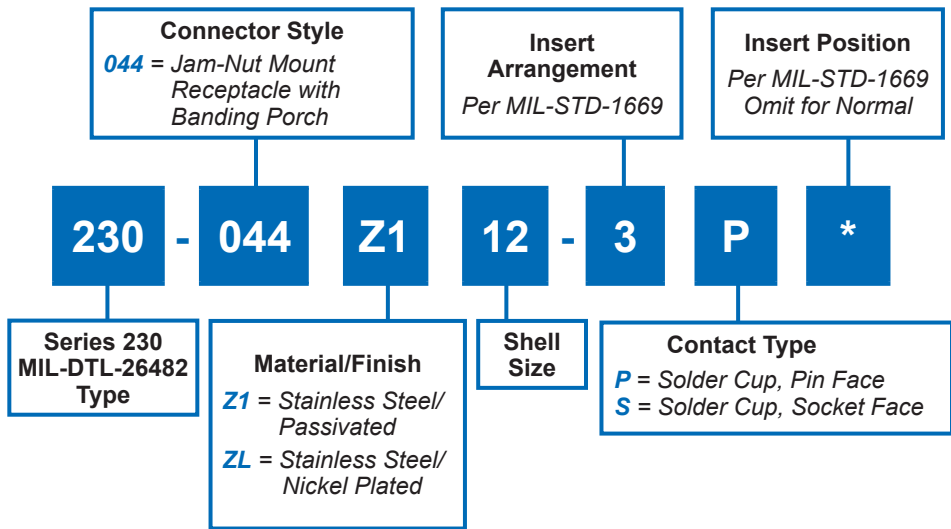 Connector Style
044 = Jam-Nut Mount
Receptacle with
Banding Porch
Insert
Arrangement
Per MIL-STD-1669
Insert Position
Per MIL-STD-1669
Omit for Normal
230 - 044 Z1 12 - 3 P *
Series 230
MIL-DTL-26482
Type
Material/Finish
Z1 = Stainless Steel/
Passivated
ZL = Stainless Steel/
Nickel Plated
Shell
Size
Contact Type
P = Solder Cup, Pin Face
S = Solder Cup, Socket Face